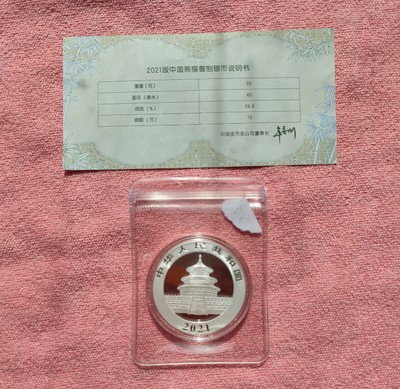 2021版中国熊猫普制银币说明书
重量（克） 30
直径（毫米） 40
成色（%） 99.9
面额（元） 10
中国金币总公司董事长
中华人民共和国
2021